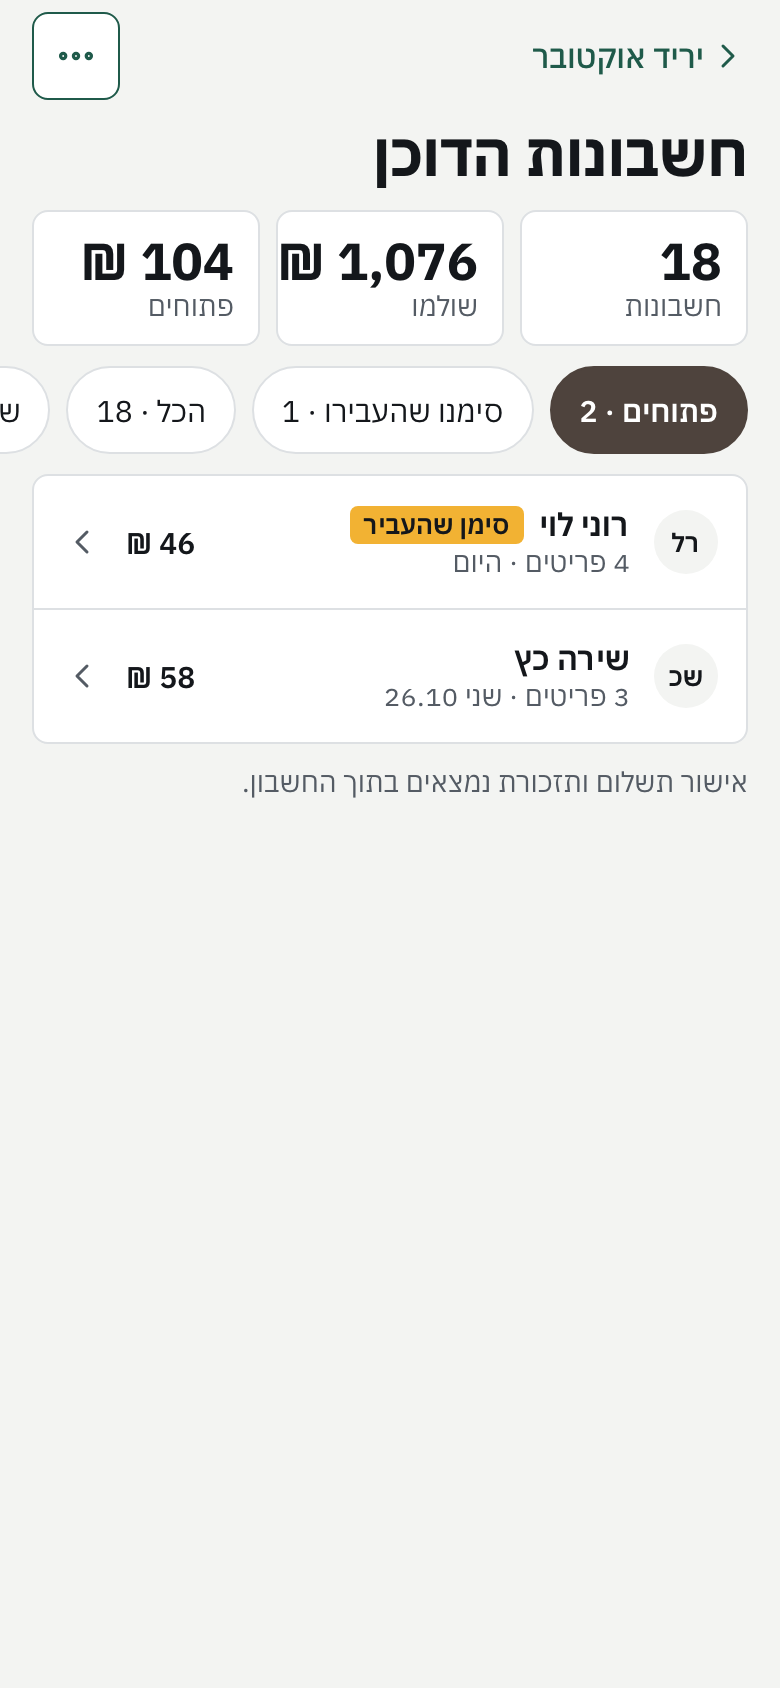 יריד אוקטובר
חשבונות הדוכן
18
חשבונות
1,076 ₪
שולמו
104 ₪
פתוחים
פתוחים · 2
סימנו שהעבירו · 1
הכל · 18
רל
רוני לוי
סימן שהעביר
4 פריטים · היום
46 ₪
שכ
שירה כץ
3 פריטים · שני 26.10
58 ₪
אישור תשלום ותזכורת נמצאים בתוך החשבון.